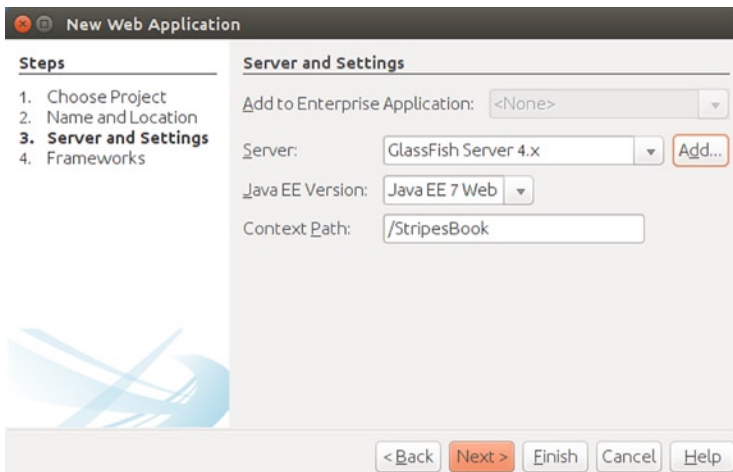 New Web Application
Steps
1. Choose Project
2. Name and Location
3. Server and Settings
4. Frameworks
Server and Settings
Add to Enterprise Application: <None>
Server: GlassFish Server 4.x Add...
Java EE Version: Java EE 7 Web
Context Path: /StripesBook
< Back Next > Finish Cancel Help